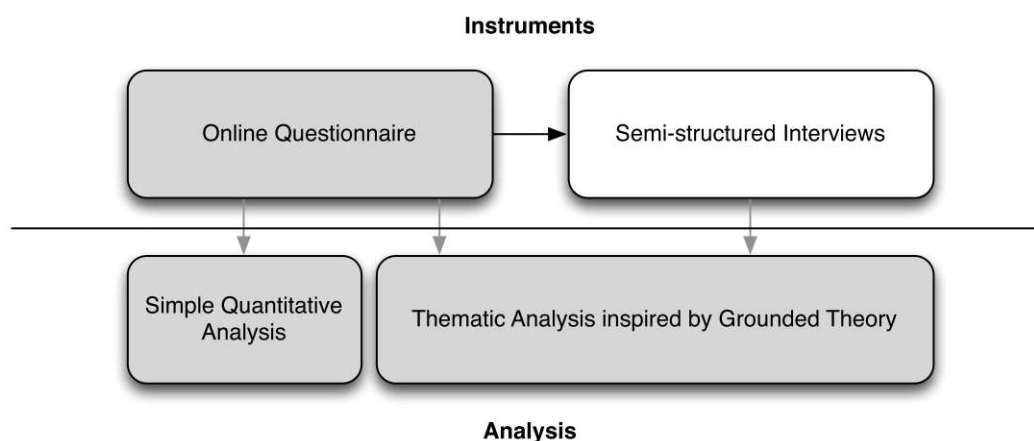 Instruments
Online Questionnaire
Semi-structured Interviews
Simple Quantitative
Analysis
Thematic Analysis inspired by Grounded Theory
Analysis